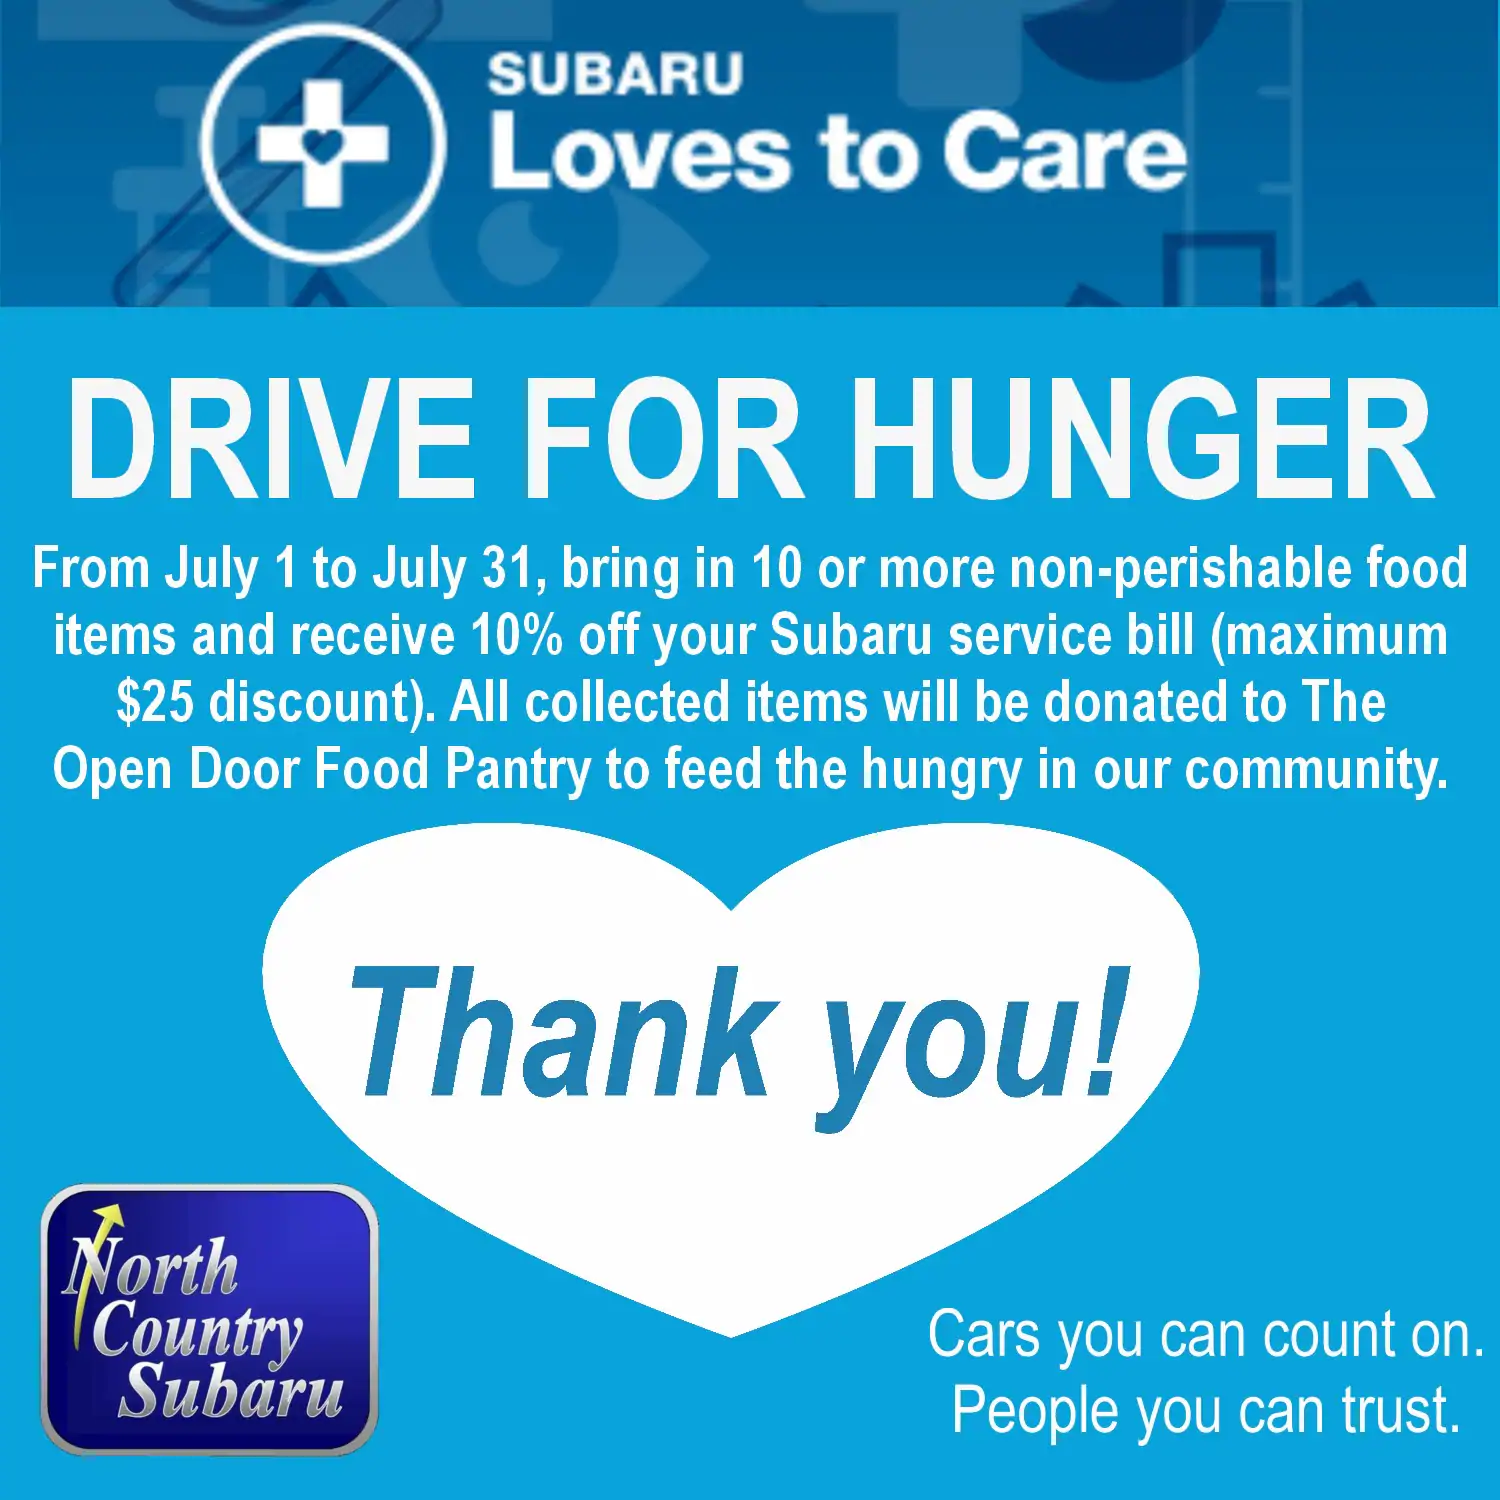 SUBARU
Loves to Care
DRIVE FOR HUNGER
From July 1 to July 31, bring in 10 or more non-perishable food
items and receive 10% off your Subaru service bill (maximum
$25 discount). All collected items will be donated to The
Open Door Food Pantry to feed the hungry in our community.
Thank you!
North
Country
Subaru
Cars you can count on.
People you can trust.